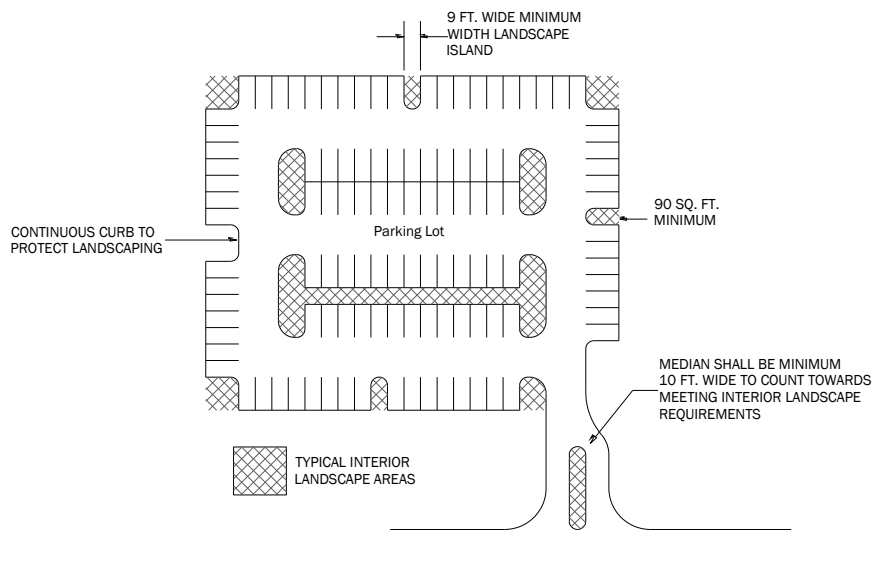 9 FT. WIDE MINIMUM
WIDTH LANDSCAPE
ISLAND
90 SQ. FT.
MINIMUM
CONTINUOUS CURB TO
PROTECT LANDSCAPING
Parking Lot
MEDIAN SHALL BE MINIMUM
10 FT. WIDE TO COUNT TOWARDS
MEETING INTERIOR LANDSCAPE
REQUIREMENTS
TYPICAL INTERIOR
LANDSCAPE AREAS